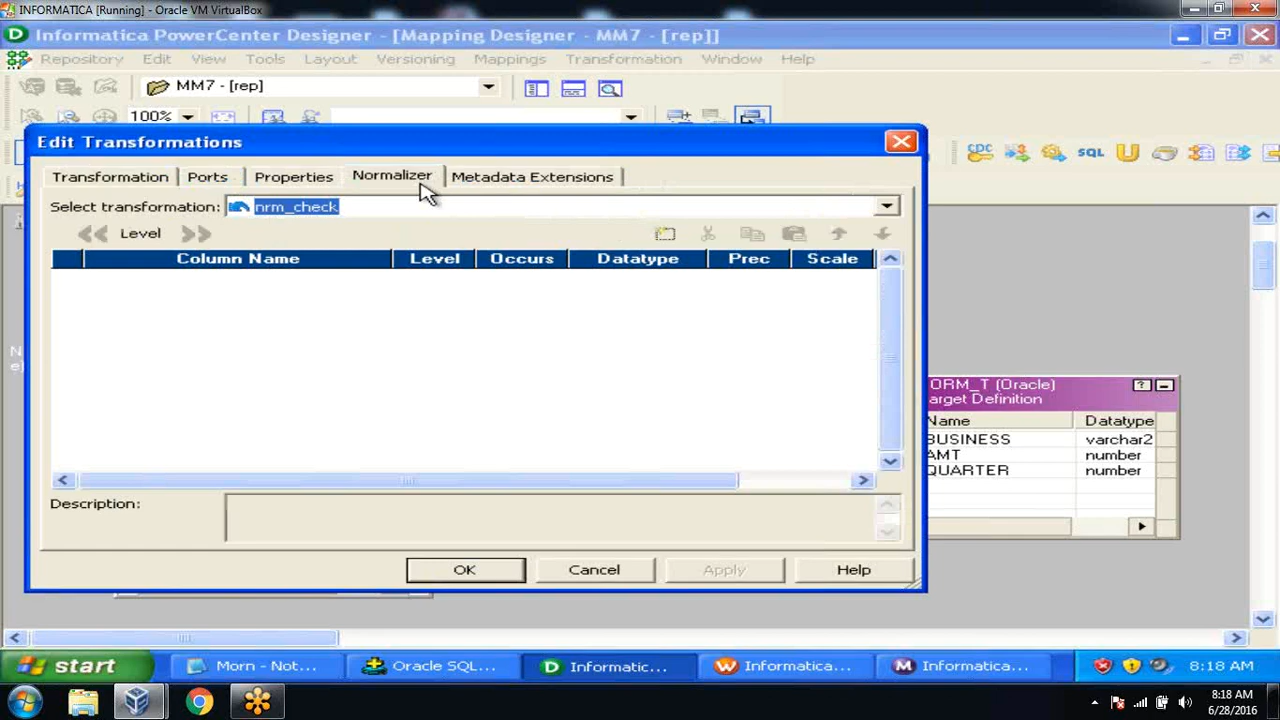 INFORMATICA [Running] - Oracle VM VirtualBox
Informatica PowerCenter Designer - [Mapping Designer - MM7 - [rep]]
Repository Edit View Tools Layout Versioning Mappings Transformation Window Help
MM7 - [rep]
100%
CDC SQL
Edit Transformations
Transformation Ports Properties Normalizer Metadata Extensions
Select transformation: nrm_check
Level
Column Name Level Occurs Datatype Prec Scale
ORM_T (Oracle)
arget Definition
Name Datatype
BUSINESS varchar2
AMT number
QUARTER number
Description:
OK Cancel Apply Help
start Morn - Not... Oracle SQL... Informatic... Informatica... Informatica... 8:18 AM
8:18 AM
6/28/2016